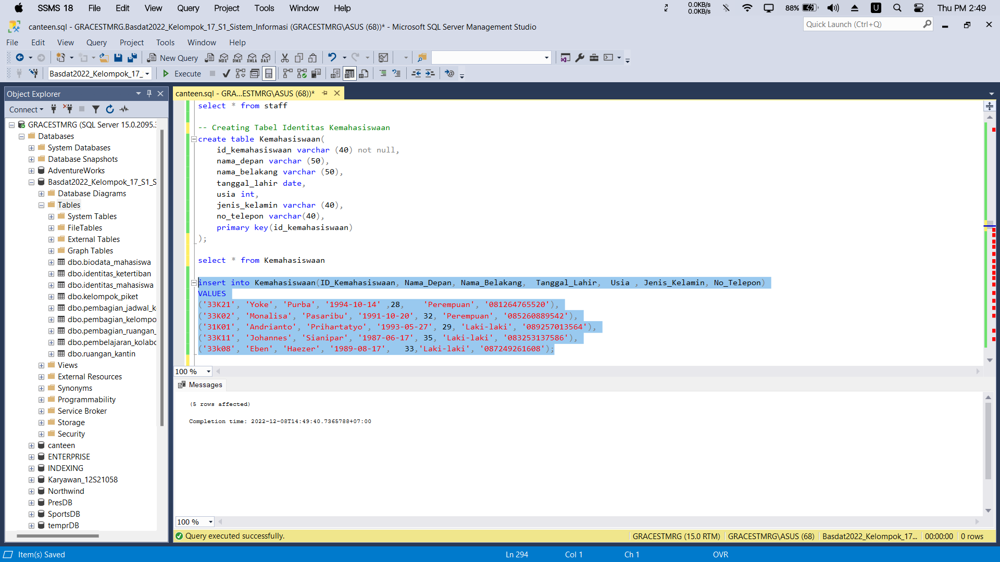 SSMS 18 File Edit View Query Project Tools Window Help 0.0KB/s 0.0KB/s 88% U Thu PM 2:49
canteen.sql - GRACESTMRG.Basdat2022_Kelompok_17_S1_Sistem_Informasi (GRACESTMRG\ASUS (68))* - Microsoft SQL Server Management Studio
Quick Launch (Ctrl+Q)
File Edit View Query Project Tools Window Help
New Query MDX DMX XMLA DAX
Basdat2022_Kelompok_17_ Execute
Object Explorer
Connect
GRACESTMRG (SQL Server 15.0.2095.3
Databases
System Databases
Database Snapshots
AdventureWorks
Basdat2022_Kelompok_17_S1_S
Database Diagrams
Tables
System Tables
FileTables
External Tables
Graph Tables
dbo.biodata_mahasiswa
dbo.identitas_ketertiban
dbo.identitas_mahasiswa
dbo.kelompok_piket
dbo.pembagian_jadwal_k
dbo.pembagian_kelompo
dbo.pembagian_ruangan_
dbo.pembelajaran_kolabo
dbo.ruangan_kantin
Views
External Resources
Synonyms
Programmability
Service Broker
Storage
Security
canteen
ENTERPRISE
INDEXING
Karyawan_12S21058
Northwind
PresDB
SportsDB
temprDB
canteen.sql - GRA...ESTMRG\ASUS (68))*
select * from staff
-- Creating Tabel Identitas Kemahasiswaan
create table Kemahasiswaan(
id_kemahasiswaan varchar (40) not null,
nama_depan varchar (50),
nama_belakang varchar (50),
tanggal_lahir date,
usia int,
jenis_kelamin varchar (40),
no_telepon varchar(40),
primary key(id_kemahasiswaan)
);
select * from Kemahasiswaan
insert into Kemahasiswaan(ID_Kemahasiswaan, Nama_Depan, Nama_Belakang, Tanggal_Lahir, Usia , Jenis_Kelamin, No_Telepon)
VALUES
('33K21', 'Yoke', 'Purba', '1994-10-14' ,28, 'Perempuan', '081264765520'),
('33K02', 'Monalisa', 'Pasaribu', '1991-10-20', 32, 'Perempuan', '085260889542'),
('31K01', 'Andrianto', 'Prihartatyo', '1993-05-27', 29, 'Laki-laki', '089257013564'),
('33K11', 'Johannes', 'Sianipar', '1987-06-17', 35, 'Laki-laki', '083253137586'),
('33k08', 'Eben', 'Haezer', '1989-08-17', 33,'Laki-laki', '087249261608');
100 %
Messages
(5 rows affected)
Completion time: 2022-12-08T14:49:40.7365788+07:00
100 %
Query executed successfully. GRACESTMRG (15.0 RTM) GRACESTMRG\ASUS (68) Basdat2022_Kelompok_17... 00:00:00 0 rows
Item(s) Saved Ln 294 Col 1 Ch 1 OVR